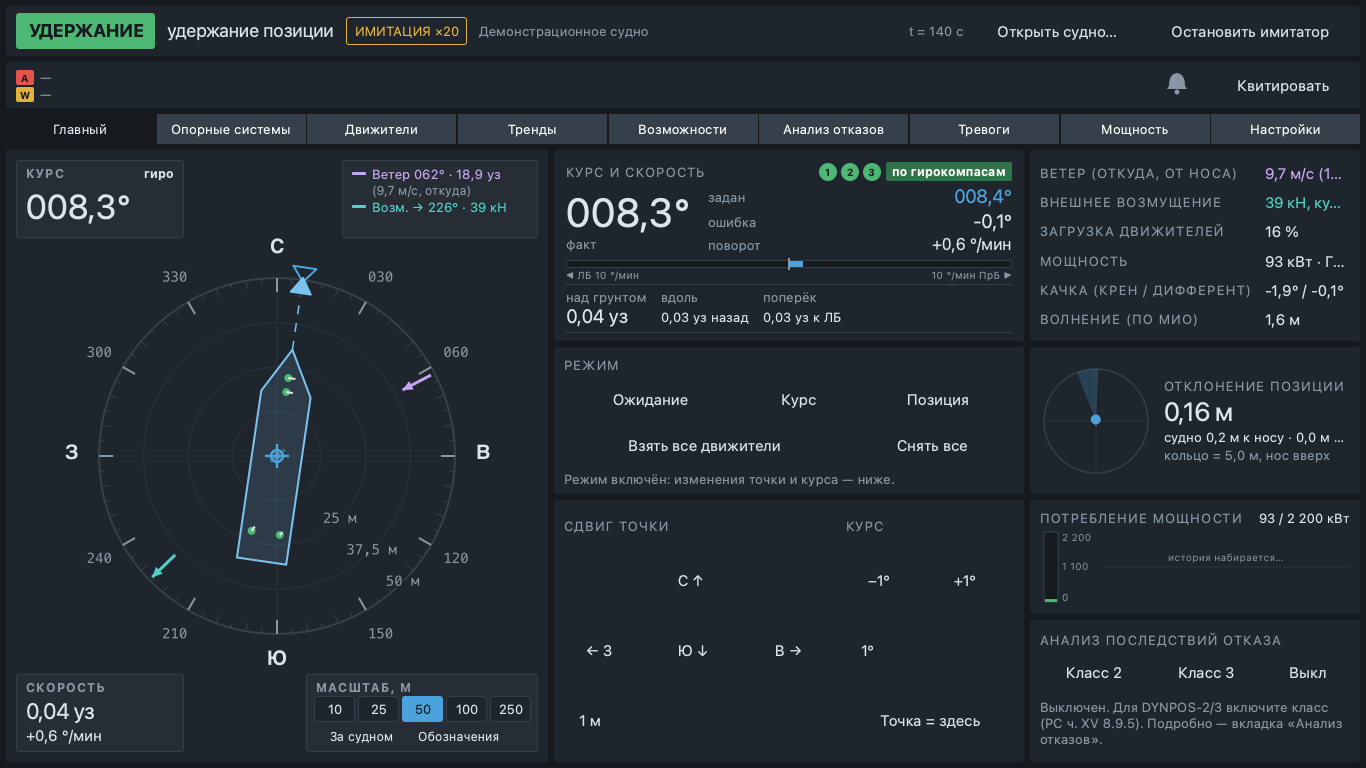 УДЕРЖАНИЕ удержание позиции ИМИТАЦИЯ ×20 Демонстрационное судно t = 140 с Открыть судно... Остановить имитатор
A —
W —
Квитировать
Главный Опорные системы Движители Тренды Возможности Анализ отказов Тревоги Мощность Настройки
КУРС гиро
008,3°
Ветер 062° · 18,9 уз
(9,7 м/с, откуда)
Возм. → 226° · 39 кН
С
330 030
300 060
З В
240 120
210 150
Ю
25 м
37,5 м
50 м
СКОРОСТЬ
0,04 уз
+0,6 °/мин
МАСШТАБ, М
10 25 50 100 250
За судном Обозначения
КУРС И СКОРОСТЬ 1 2 3 по гирокомпасам
008,3°
факт
задан 008,4°
ошибка -0,1°
поворот +0,6 °/мин
◀ ЛБ 10 °/мин 10 °/мин ПрБ ▶
над грунтом вдоль поперёк
0,04 уз 0,03 уз назад 0,03 уз к ЛБ
РЕЖИМ
Ожидание Курс Позиция
Взять все движители Снять все
Режим включён: изменения точки и курса — ниже.
СДВИГ ТОЧКИ КУРС
С ↑ −1° +1°
← З Ю ↓ В → 1°
1 м Точка = здесь
ВЕТЕР (ОТКУДА, ОТ НОСА) 9,7 м/с (1...
ВНЕШНЕЕ ВОЗМУЩЕНИЕ 39 кН, ку...
ЗАГРУЗКА ДВИЖИТЕЛЕЙ 16 %
МОЩНОСТЬ 93 кВт · Г...
КАЧКА (КРЕН / ДИФФЕРЕНТ) -1,9° / -0,1°
ВОЛНЕНИЕ (ПО МИО) 1,6 м
ОТКЛОНЕНИЕ ПОЗИЦИИ
0,16 м
судно 0,2 м к носу · 0,0 м ...
кольцо = 5,0 м, нос вверх
ПОТРЕБЛЕНИЕ МОЩНОСТИ 93 / 2 200 кВт
2 200
1 100
0
история набирается...
АНАЛИЗ ПОСЛЕДСТВИЙ ОТКАЗА
Класс 2 Класс 3 Выкл
Выключен. Для DYNPOS-2/3 включите класс
(РС ч. XV 8.9.5). Подробно — вкладка «Анализ
отказов».